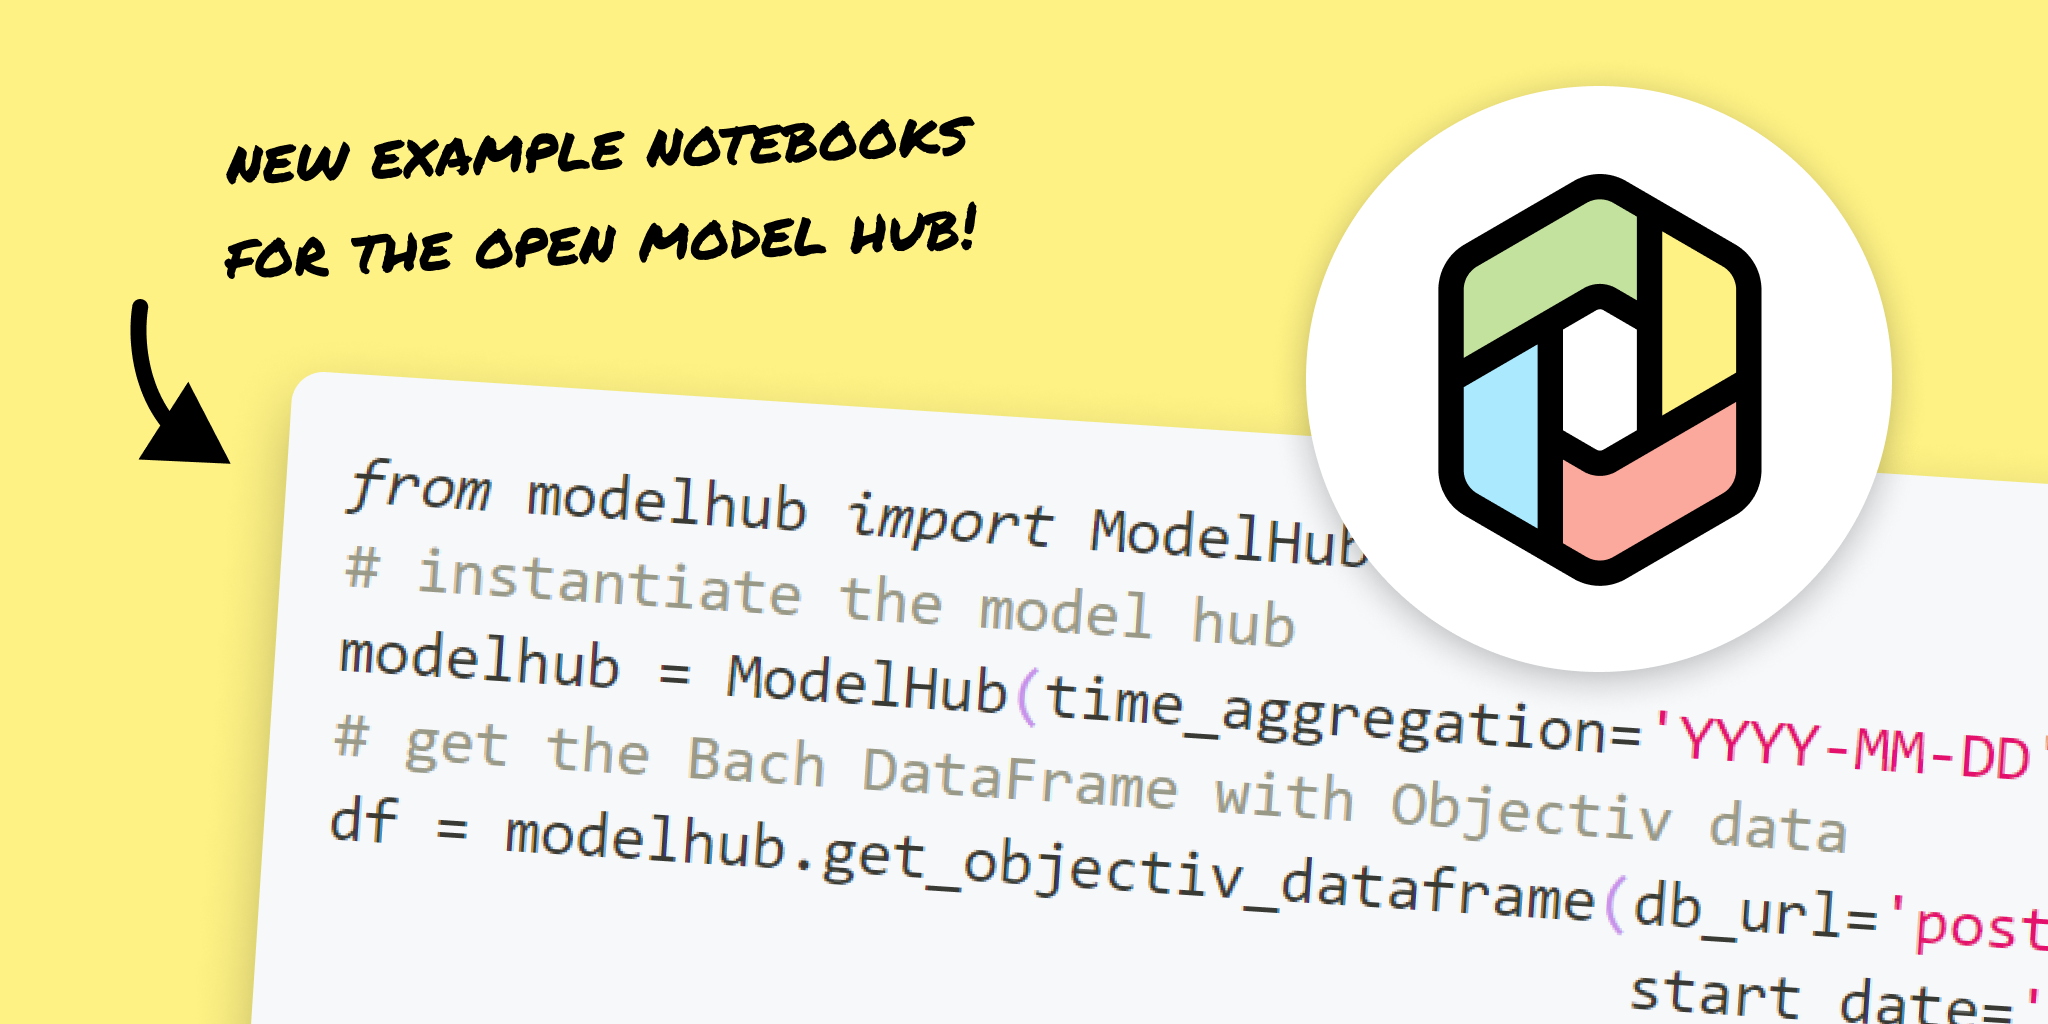 NEW EXAMPLE NOTEBOOKS
FOR THE OPEN MODEL HUB!
from modelhub import ModelHub
# instantiate the model hub
modelhub = ModelHub(time_aggregation='YYYY-MM-DD'
# get the Bach DataFrame with Objectiv data
df = modelhub.get_objectiv_dataframe(db_url='post
start_date='